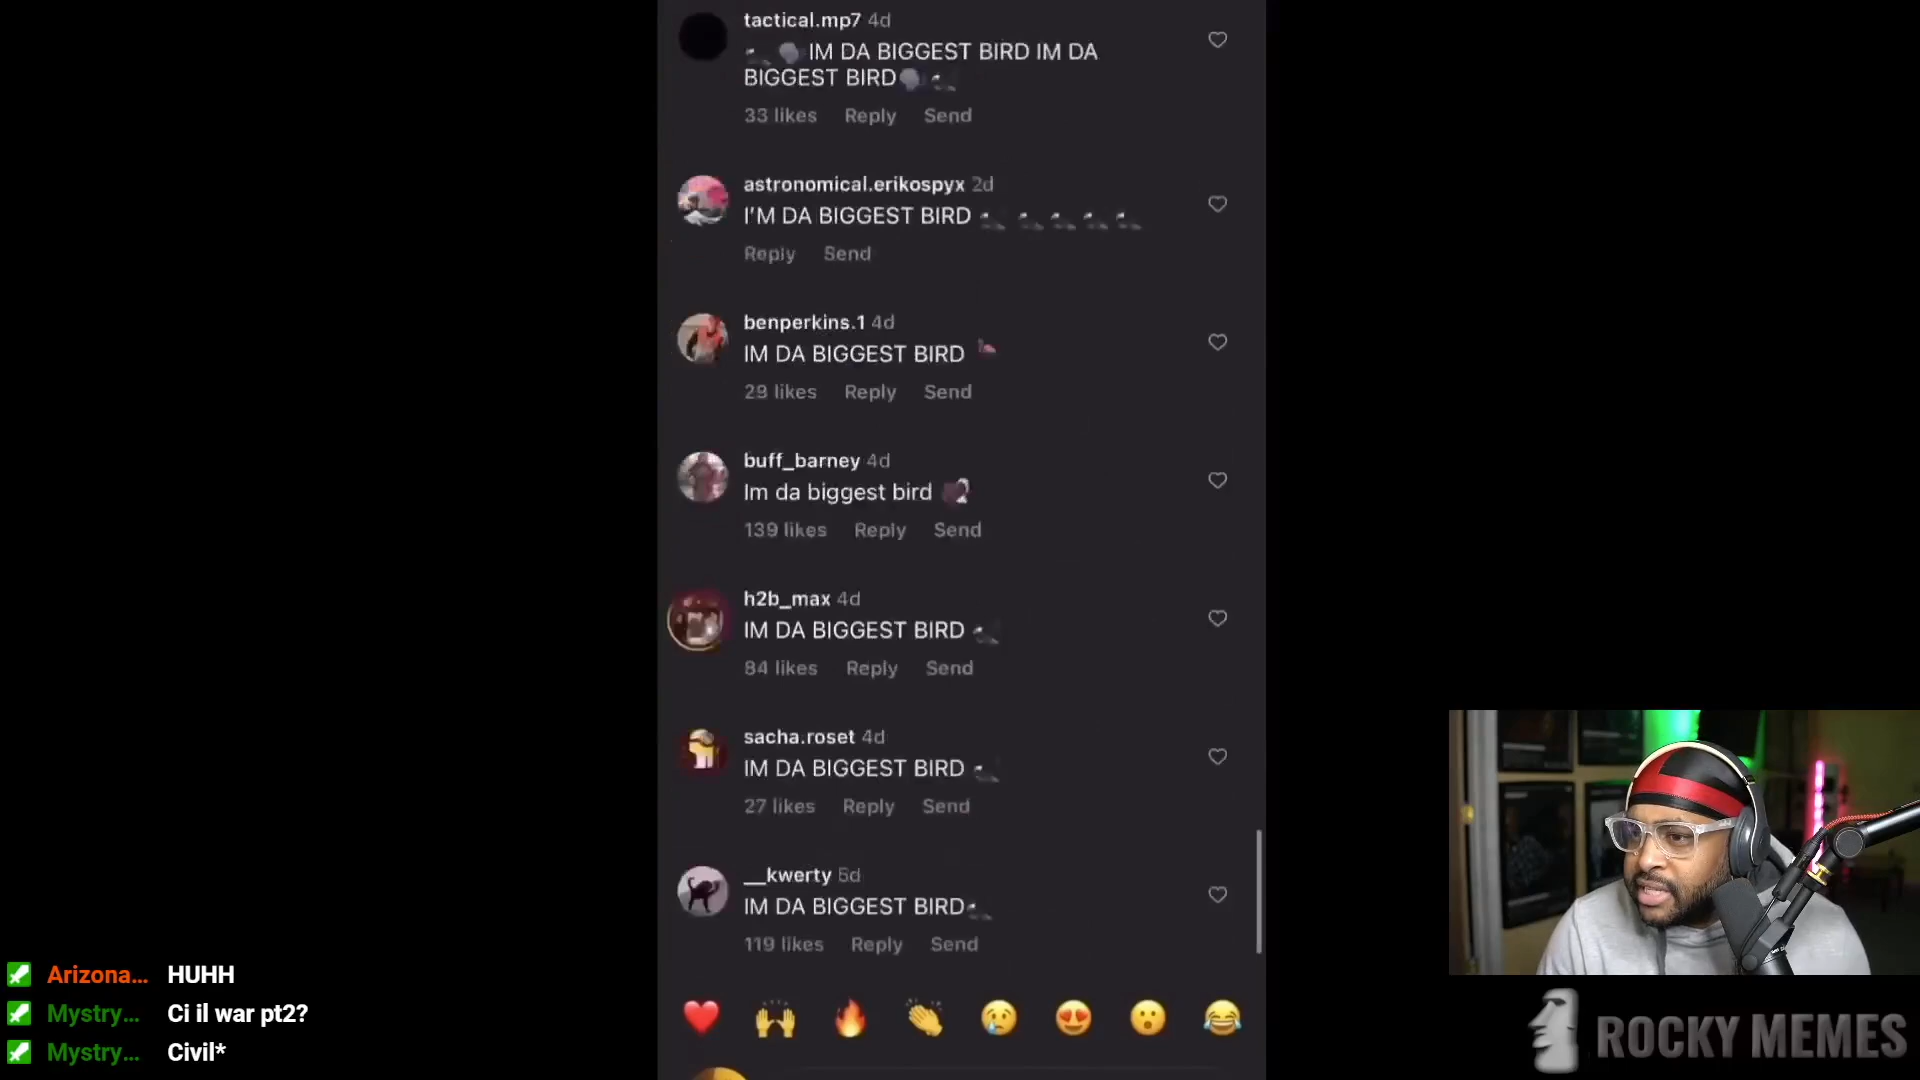 tactical.mp7 4d
IM DA BIGGEST BIRD IM DA
BIGGEST BIRD
33 likes Reply Send
astronomical.erikospyx 2d
I'M DA BIGGEST BIRD
Reply Send
benperkins.1 4d
IM DA BIGGEST BIRD
29 likes Reply Send
buff_barney 4d
Im da biggest bird
139 likes Reply Send
h2b_max 4d
IM DA BIGGEST BIRD
94 likes Reply Send
sacha.roset 4d
IM DA BIGGEST BIRD
27 likes Reply Send
__kwerty 5d
IM DA BIGGEST BIRD
119 likes Reply Send
Arizona... HUHH
Mystry... Ci il war pt2?
Mystry... Civil*
ROCKY MEMES